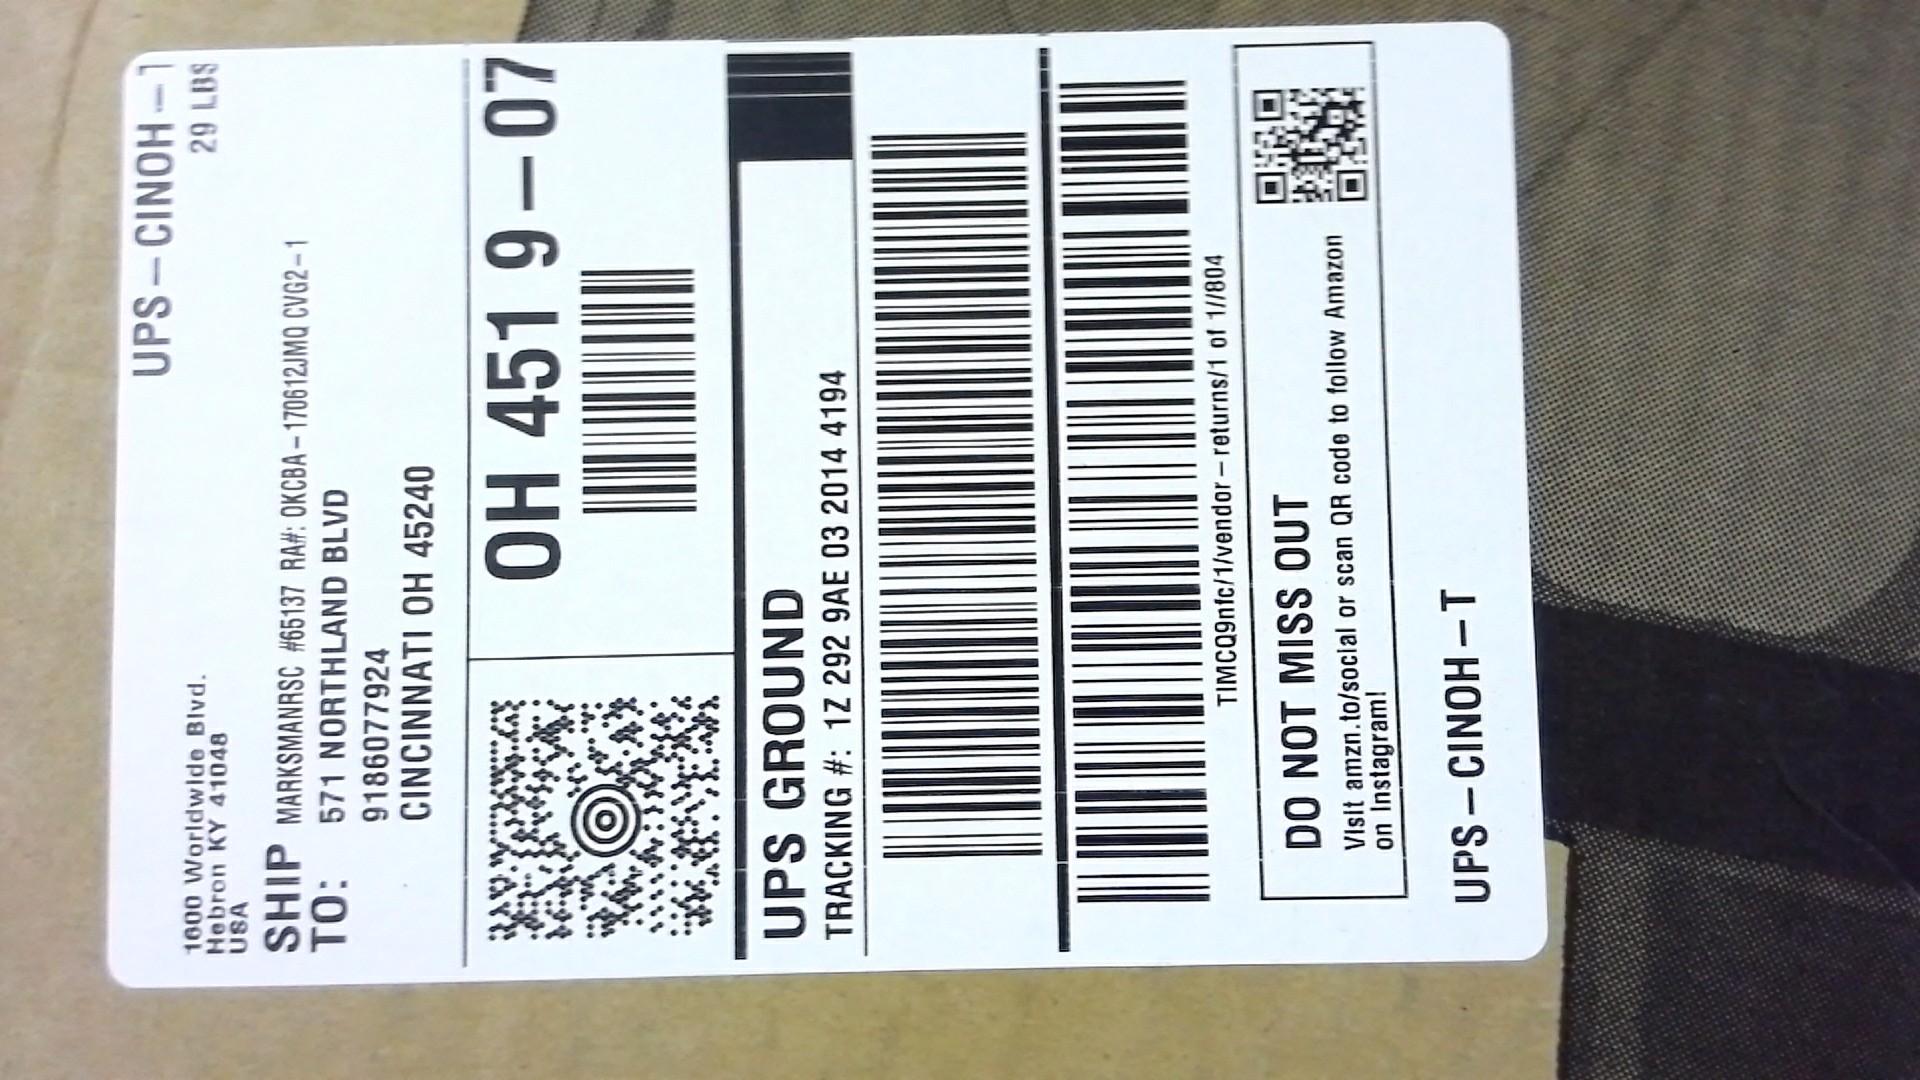 UPS-CINOH-T
29 LBS
1600 Worldwide Blvd.
Hebron KY 41048
USA
SHIP TO:
MARKSMANRSC #65137 RA#: 0KCBA-170612JMQ CVG2-1
571 NORTHLAND BLVD
9186077924
CINCINNATI OH 45240
OH 451 9-07
UPS GROUND
TRACKING #: 1Z 292 9AE 03 2014 4194
TIMCQ9nfc/1/vendor-returns/1 of 1//804
DO NOT MISS OUT
Visit amzn.to/social or scan QR code to follow Amazon
on Instagram!
UPS-CINOH-T